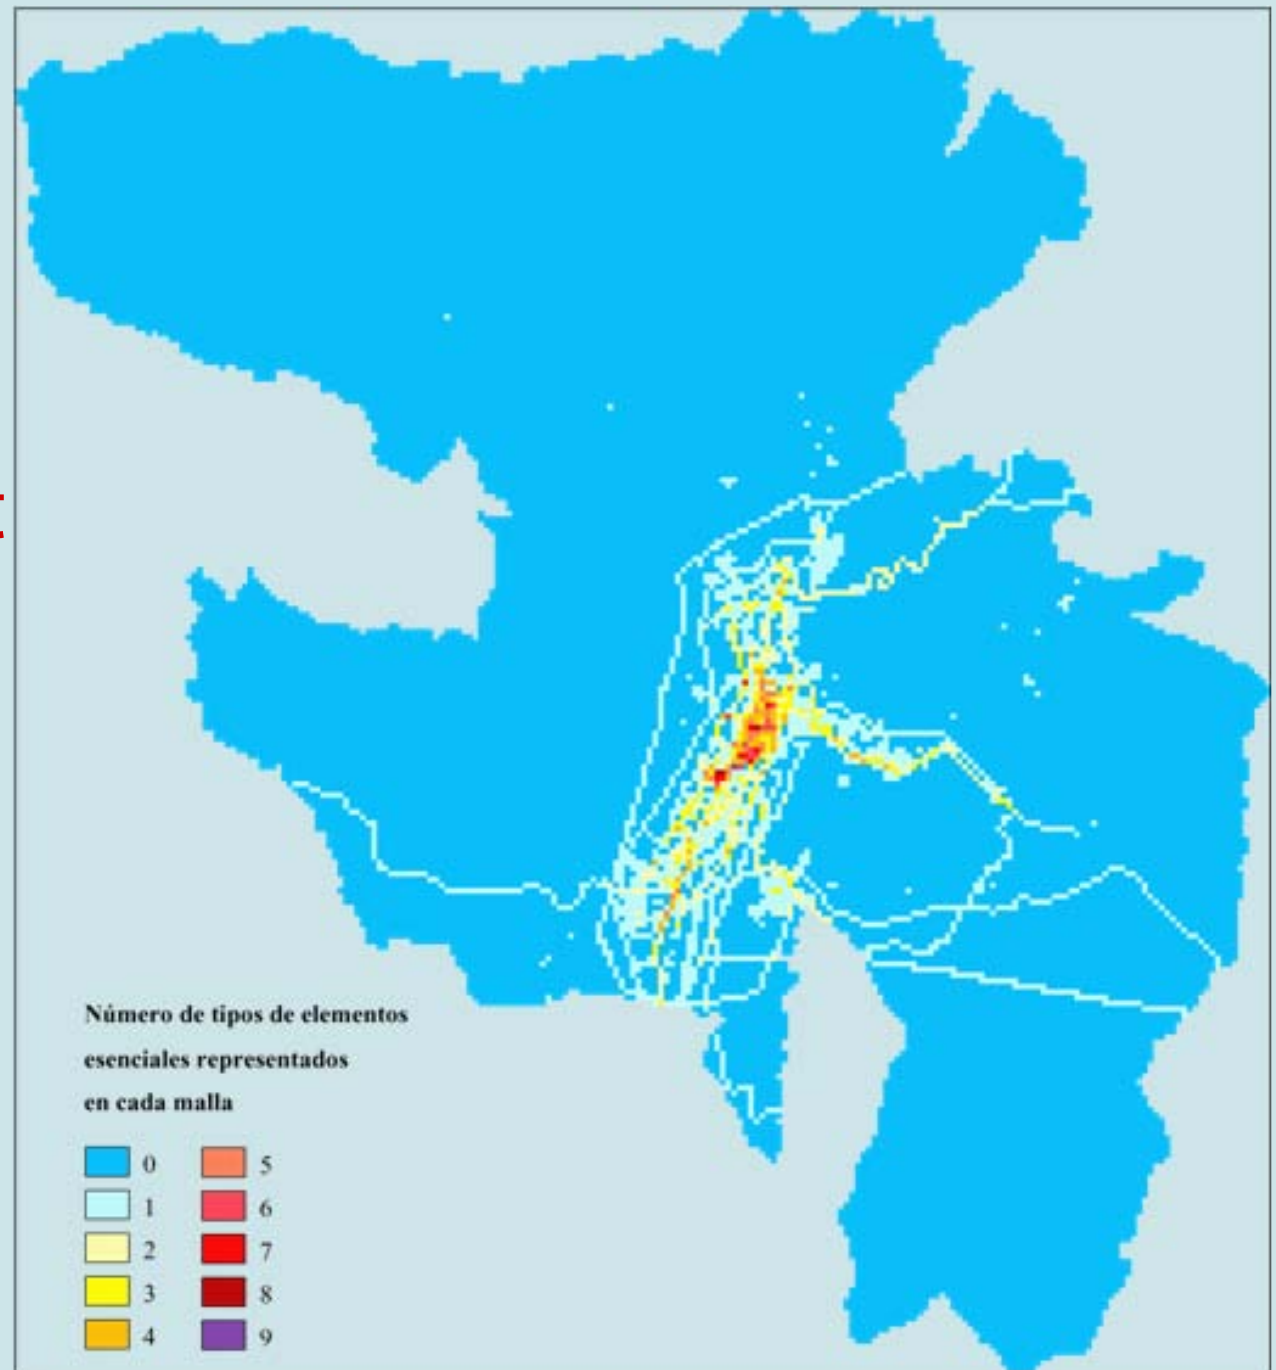 Número de tipos de elementos
esenciales representados
en cada malla
0 5
1 6
2 7
3 8
4 9